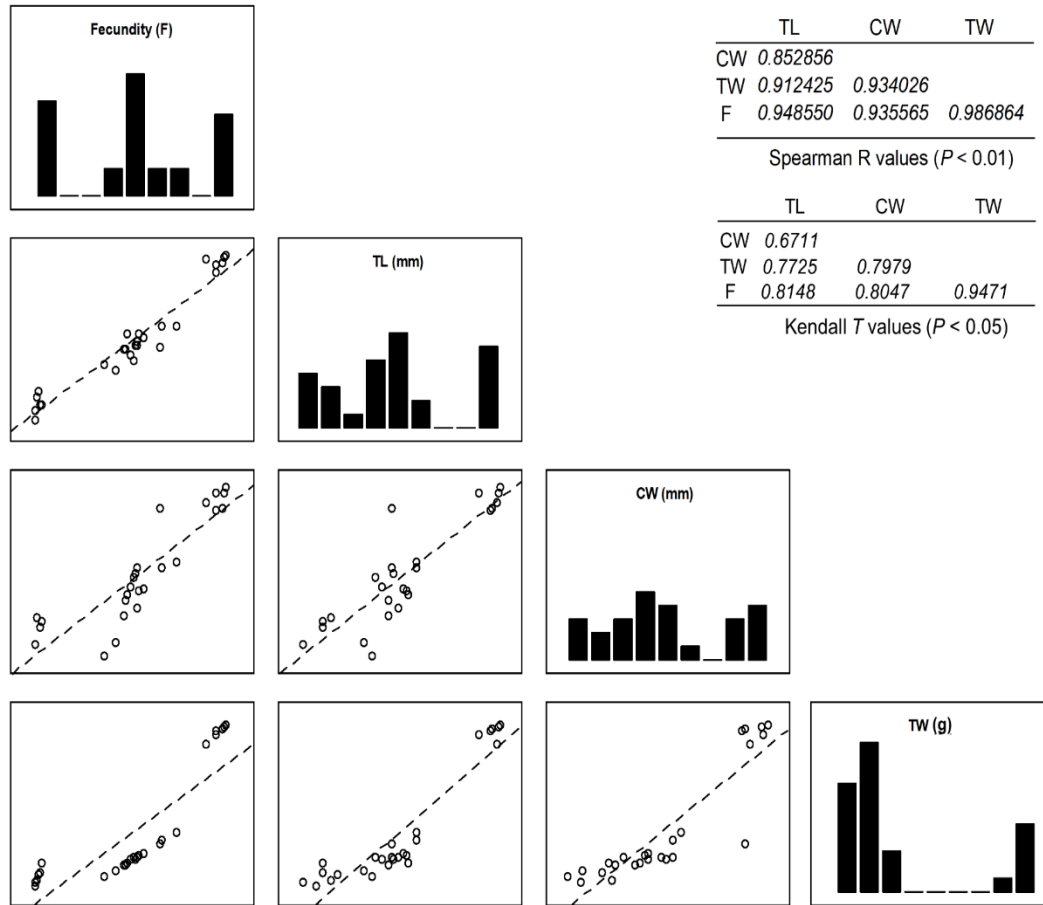 Fecundity (F)
TL CW TW
CW 0.852856
TW 0.912425 0.934026
F 0.948550 0.935565 0.986864
Spearman R values (P < 0.01)
TL CW TW
CW 0.6711
TW 0.7725 0.7979
F 0.8148 0.8047 0.9471
Kendall T values (P < 0.05)
TL (mm)
CW (mm)
TW (g)